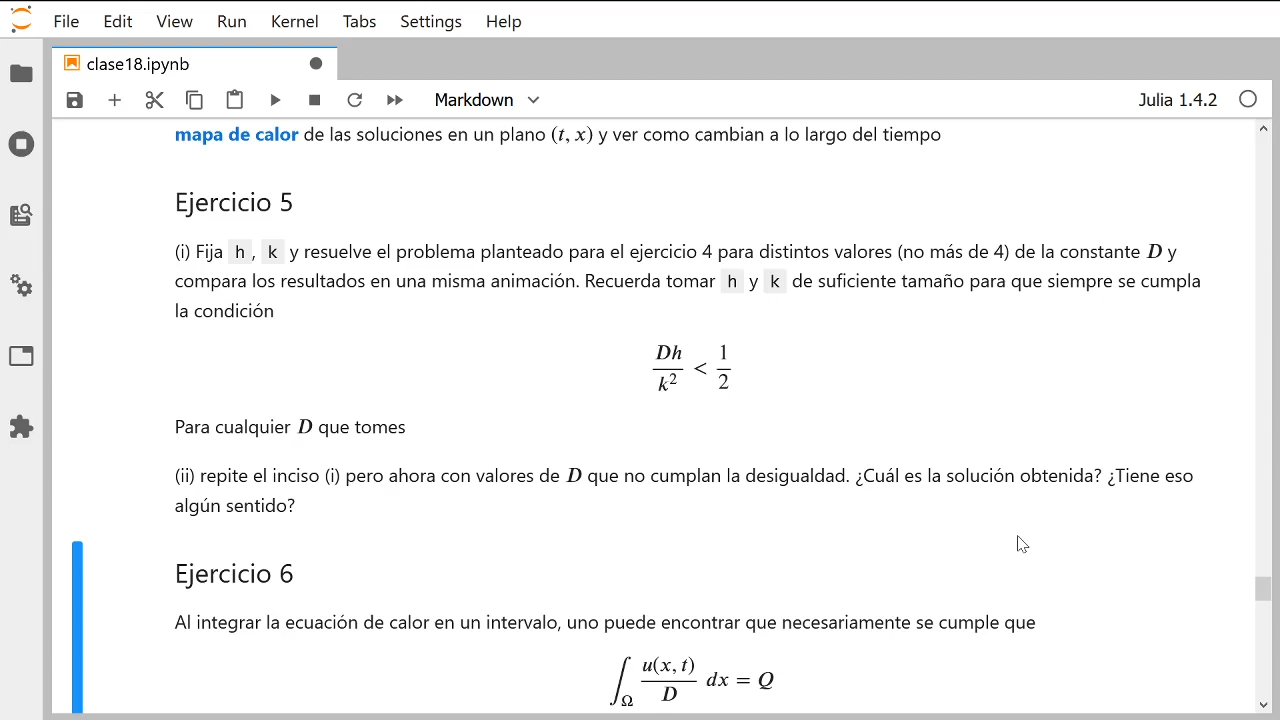 File Edit View Run Kernel Tabs Settings Help
clase18.ipynb
Markdown
Julia 1.4.2
mapa de calor de las soluciones en un plano (t, x) y ver como cambian a lo largo del tiempo
Ejercicio 5
(i) Fija h, k y resuelve el problema planteado para el ejercicio 4 para distintos valores (no más de 4) de la constante D y
compara los resultados en una misma animación. Recuerda tomar h y k de suficiente tamaño para que siempre se cumpla
la condición
Dh/k² < 1/2
Para cualquier D que tomes
(ii) repite el inciso (i) pero ahora con valores de D que no cumplan la desigualdad. ¿Cuál es la solución obtenida? ¿Tiene eso
algún sentido?
Ejercicio 6
Al integrar la ecuación de calor en un intervalo, uno puede encontrar que necesariamente se cumple que
∫_Ω u(x, t)/D dx = Q